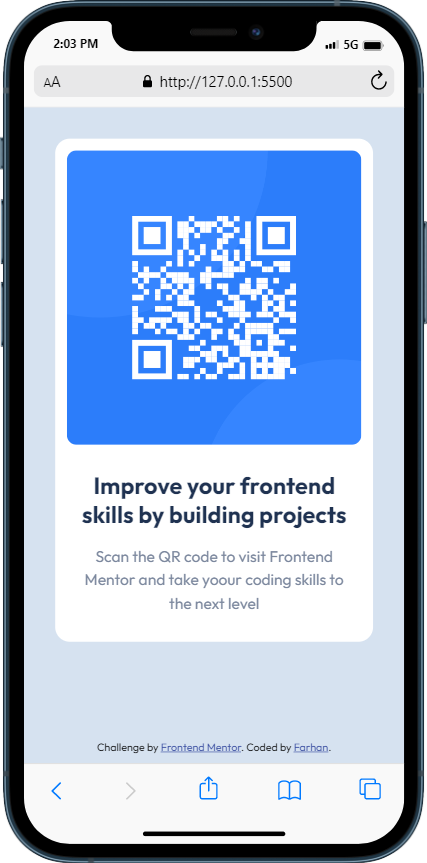 2:03 PM
5G
AA
http://127.0.0.1:5500
Improve your frontend
skills by building projects
Scan the QR code to visit Frontend
Mentor and take yoour coding skills to
the next level
Challenge by Frontend Mentor. Coded by Farhan.